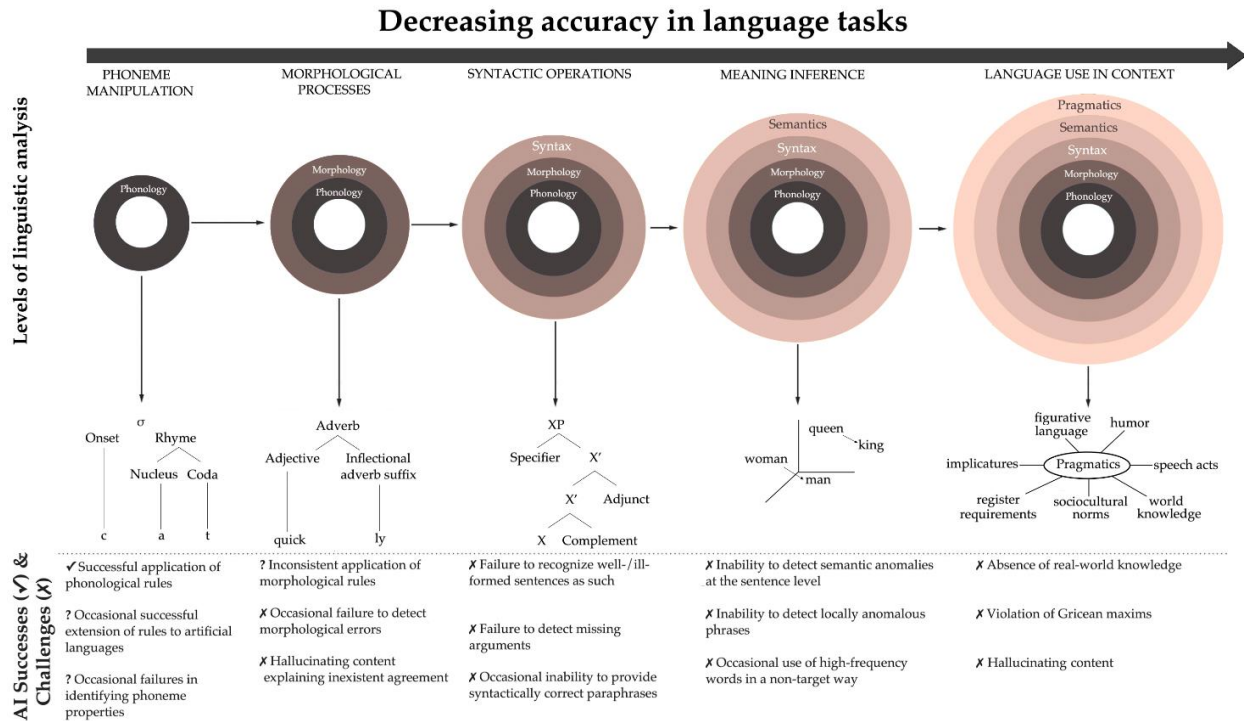 Decreasing accuracy in language tasks
PHONEME
MANIPULATION
MORPHOLOGICAL
PROCESSES
SYNTACTIC OPERATIONS
MEANING INFERENCE
LANGUAGE USE IN CONTEXT
Levels of linguistic analysis
Phonology
Morphology
Phonology
Syntax
Morphology
Phonology
Semantics
Syntax
Morphology
Phonology
Pragmatics
Semantics
Syntax
Morphology
Phonology
σ
Onset
Rhyme
Nucleus
Coda
c
a
t
Adverb
Adjective
Inflectional
adverb suffix
quick
ly
XP
Specifier
X'
X'
Adjunct
X
Complement
queen
king
woman
man
figurative
language
humor
implicatures
Pragmatics
speech acts
register
requirements
sociocultural
norms
world
knowledge
AI Successes (✓) &
Challenges (✗)
✓ Successful application of
phonological rules
? Occasional successful
extension of rules to artificial
languages
? Occasional failures in
identifying phoneme
properties
? Inconsistent application of
morphological rules
✗ Occasional failure to detect
morphological errors
✗ Hallucinating content
explaining inexistent agreement
✗ Failure to recognize well-/ill-
formed sentences as such
✗ Failure to detect missing
arguments
✗ Occasional inability to provide
syntactically correct paraphrases
✗ Inability to detect semantic anomalies
at the sentence level
✗ Inability to detect locally anomalous
phrases
✗ Occasional use of high-frequency
words in a non-target way
✗ Absence of real-world knowledge
✗ Violation of Gricean maxims
✗ Hallucinating content